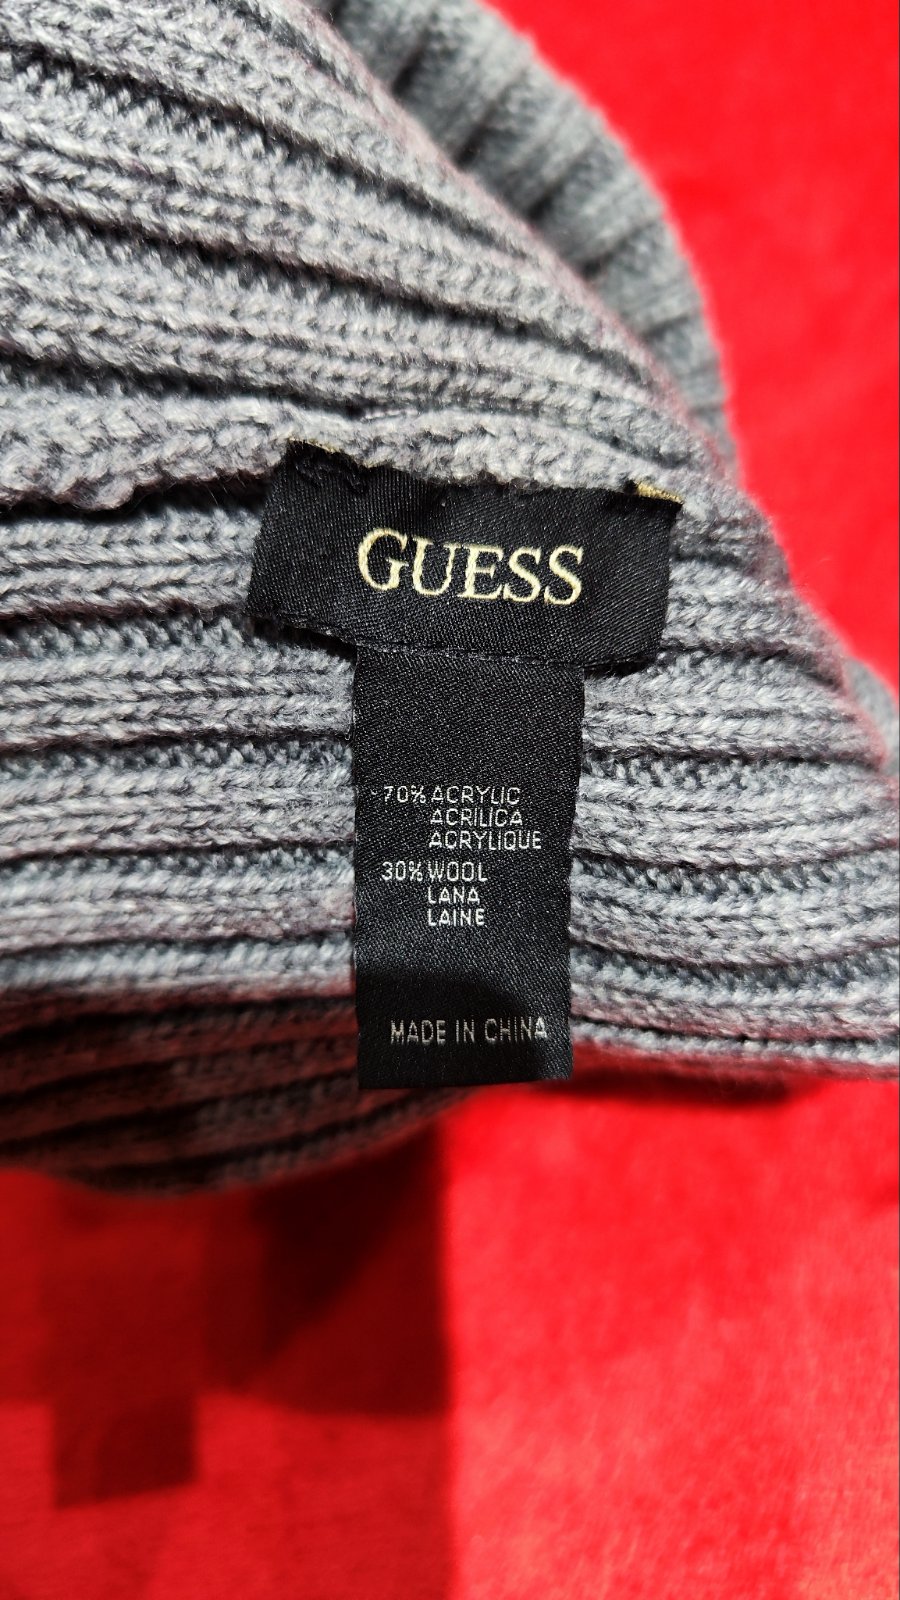 GUESS
70% ACRYLIC
ACRILICA
ACRYLIQUE
30% WOOL
LANA
LAINE
MADE IN CHINA